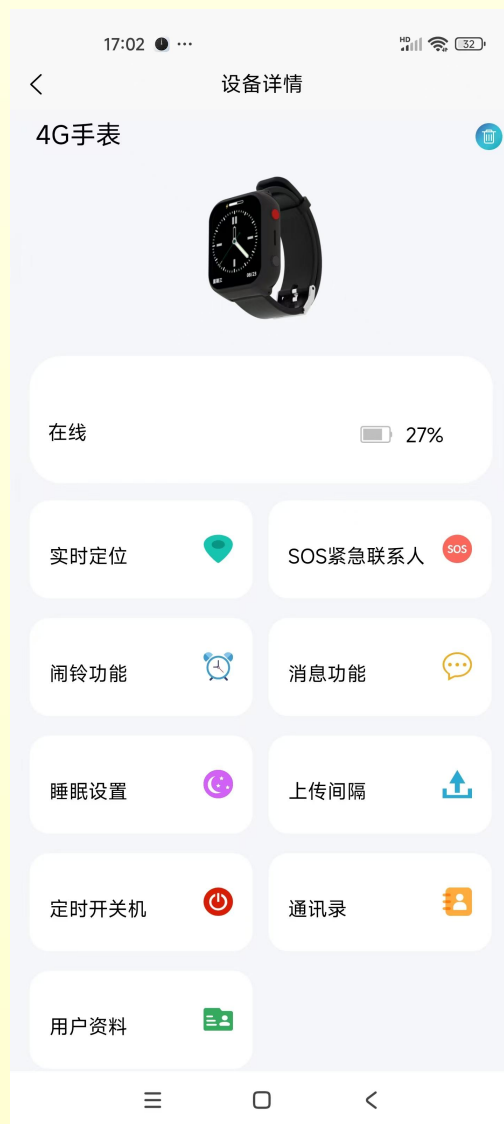 17:02 ··· HD 32
设备详情
4G手表
在线 27%
实时定位
SOS紧急联系人 SOS
闹铃功能
消息功能
睡眠设置
上传间隔
定时开关机
通讯录
用户资料